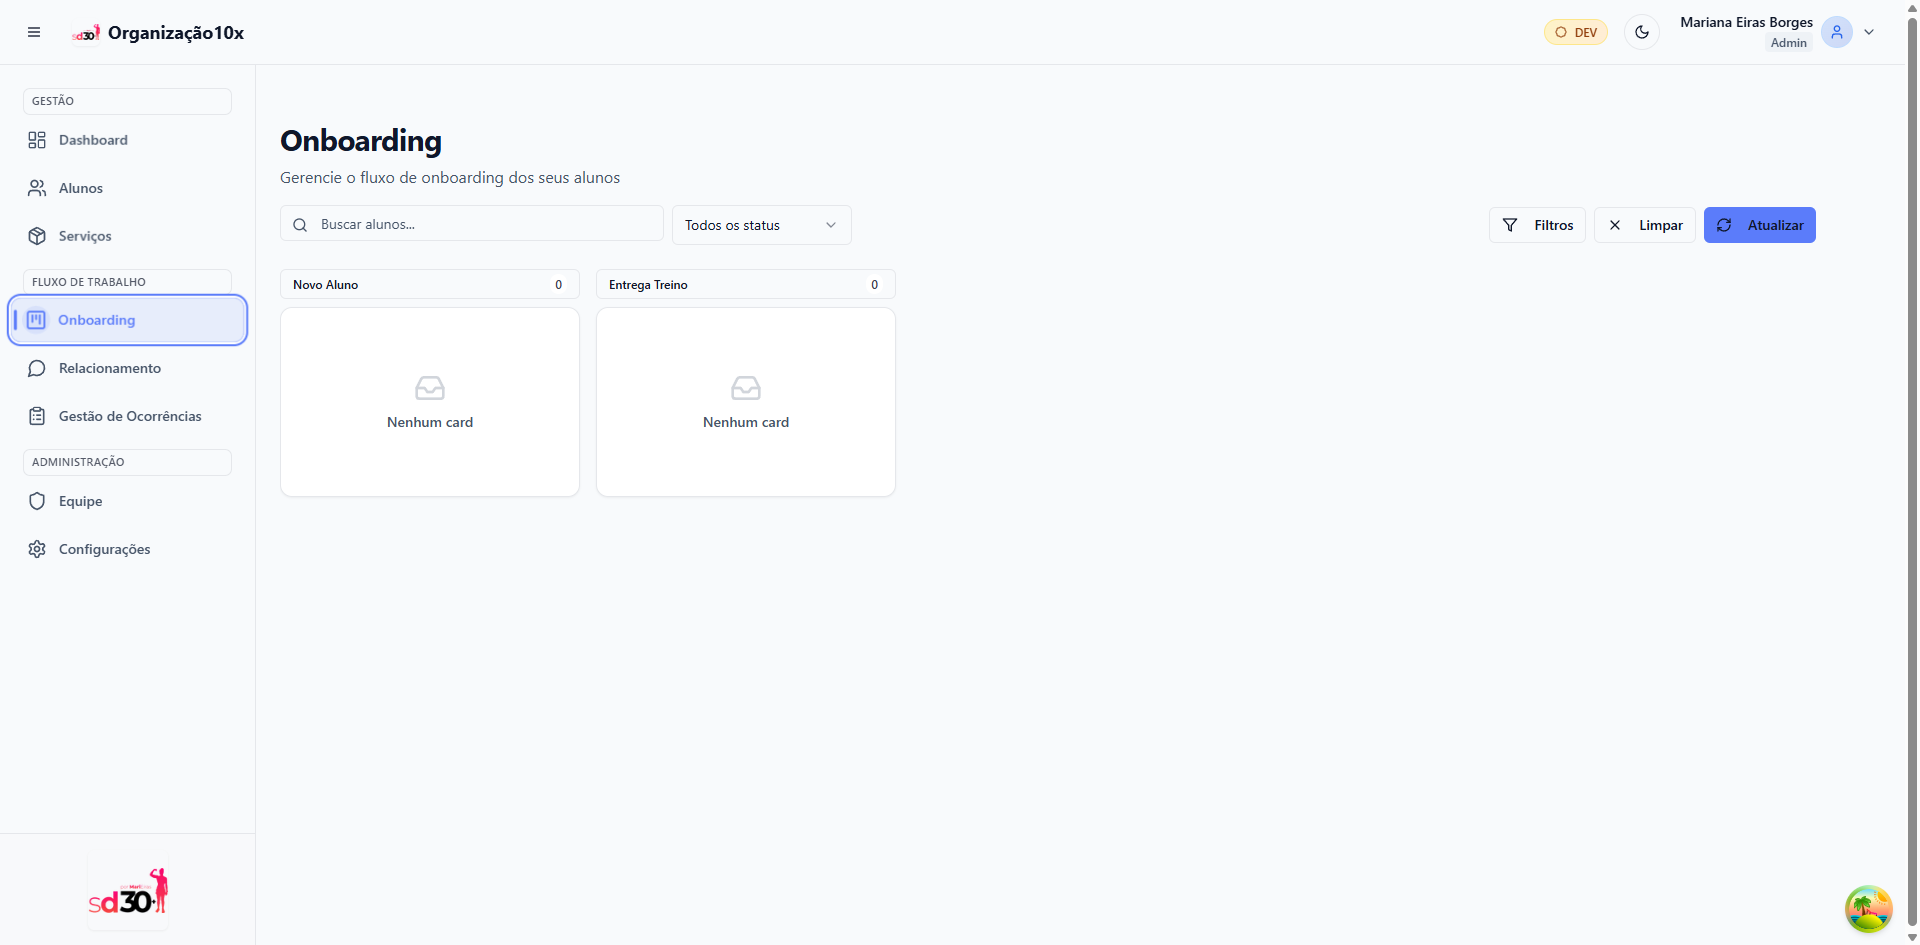 sd30 Organização10x
DEV
Mariana Eiras Borges
Admin
GESTÃO
Dashboard
Alunos
Serviços
FLUXO DE TRABALHO
Onboarding
Relacionamento
Gestão de Ocorrências
ADMINISTRAÇÃO
Equipe
Configurações
sd30+
Onboarding
Gerencie o fluxo de onboarding dos seus alunos
Buscar alunos...
Todos os status
Filtros
Limpar
Atualizar
Novo Aluno 0
Entrega Treino 0
Nenhum card
Nenhum card